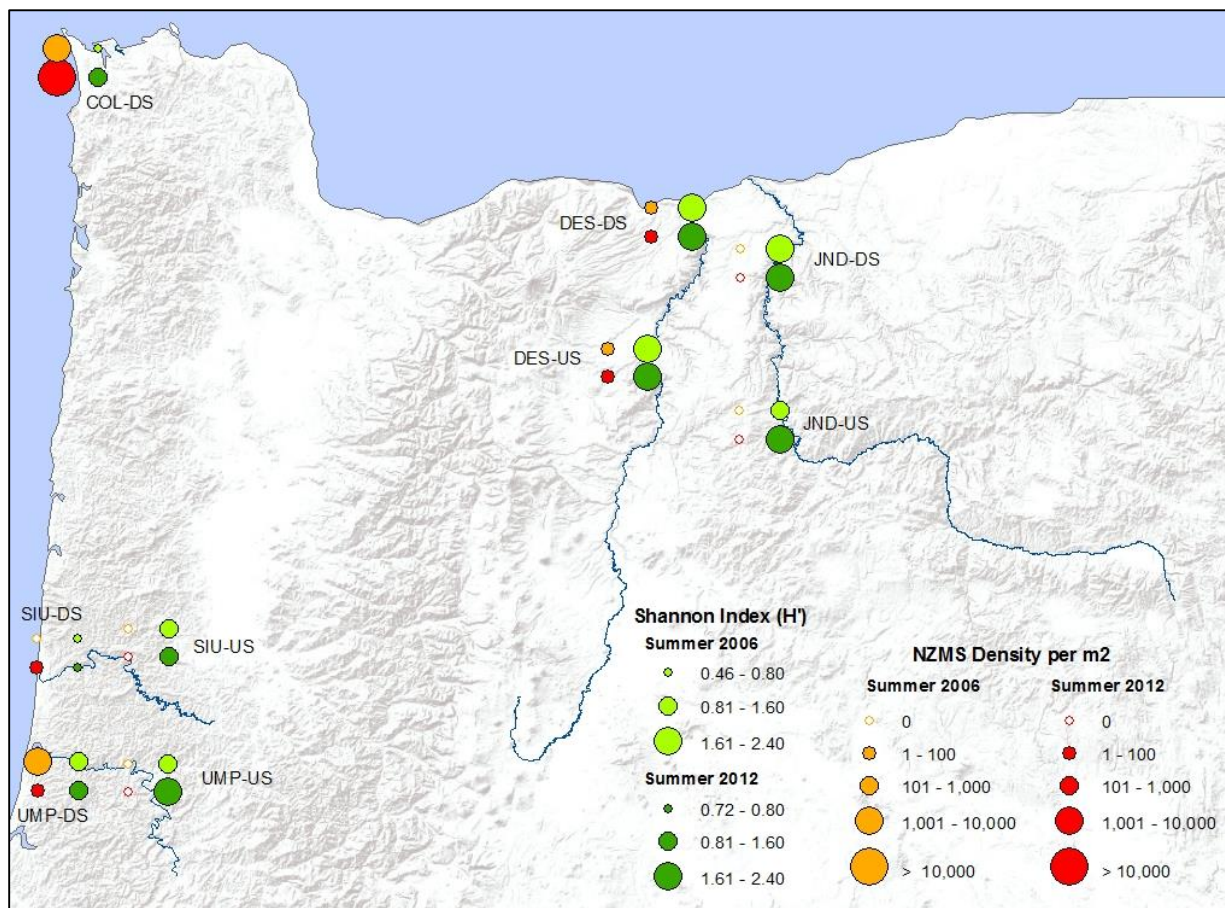 COL-DS
DES-DS
JND-DS
DES-US
JND-US
SIU-DS
SIU-US
UMP-US
UMP-DS
Shannon Index (H')
Summer 2006
0.46 - 0.80
0.81 - 1.60
1.61 - 2.40
Summer 2012
0.72 - 0.80
0.81 - 1.60
1.61 - 2.40
NZMS Density per m2
Summer 2006
0
1 - 100
101 - 1,000
1,001 - 10,000
> 10,000
Summer 2012
0
1 - 100
101 - 1,000
1,001 - 10,000
> 10,000